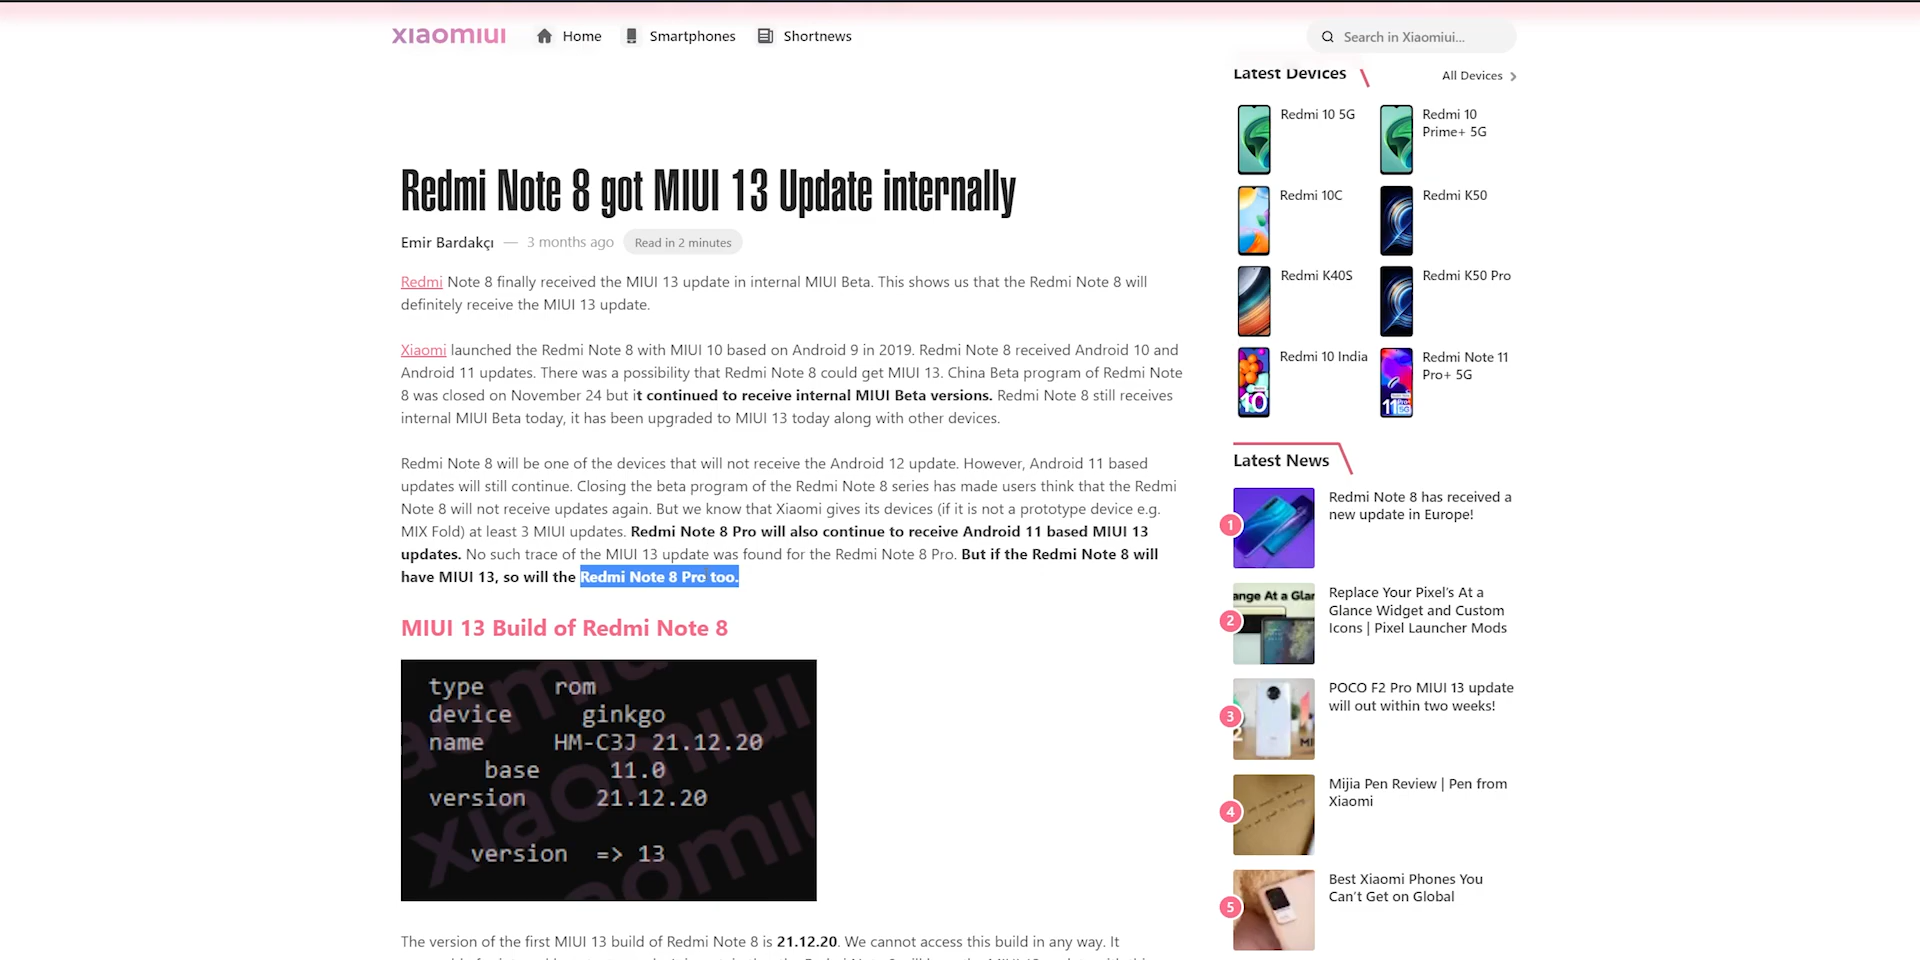 xiaomiui
Home
Smartphones
Shortnews
Search in Xiaomiui...
Redmi Note 8 got MIUI 13 Update internally
Emir Bardakçı — 3 months ago
Read in 2 minutes
Redmi Note 8 finally received the MIUI 13 update in internal MIUI Beta. This shows us that the Redmi Note 8 will
definitely receive the MIUI 13 update.
Xiaomi launched the Redmi Note 8 with MIUI 10 based on Android 9 in 2019. Redmi Note 8 received Android 10 and
Android 11 updates. There was a possibility that Redmi Note 8 could get MIUI 13. China Beta program of Redmi Note
8 was closed on November 24 but it continued to receive internal MIUI Beta versions. Redmi Note 8 still receives
internal MIUI Beta today, it has been upgraded to MIUI 13 today along with other devices.
Redmi Note 8 will be one of the devices that will not receive the Android 12 update. However, Android 11 based
updates will still continue. Closing the beta program of the Redmi Note 8 series has made users think that the Redmi
Note 8 will not receive updates again. But we know that Xiaomi gives its devices (if it is not a prototype device e.g.
MIX Fold) at least 3 MIUI updates. Redmi Note 8 Pro will also continue to receive Android 11 based MIUI 13
updates. No such trace of the MIUI 13 update was found for the Redmi Note 8 Pro. But if the Redmi Note 8 will
have MIUI 13, so will the Redmi Note 8 Pro too.
MIUI 13 Build of Redmi Note 8
type rom
device ginkgo
name HM-C3J 21.12.20
base 11.0
version 21.12.20
version => 13
xiaomiui
The version of the first MIUI 13 build of Redmi Note 8 is 21.12.20. We cannot access this build in any way. It
Latest Devices
All Devices
Redmi 10 5G
Redmi 10
Prime+ 5G
Redmi 10C
Redmi K50
Redmi K40S
Redmi K50 Pro
Redmi 10 India
10
Redmi Note 11
Pro+ 5G
Latest News
1
Redmi Note 8 has received a
new update in Europe!
2
Replace Your Pixel's At a
Glance Widget and Custom
Icons | Pixel Launcher Mods
3
POCO F2 Pro MIUI 13 update
will out within two weeks!
4
Mijia Pen Review | Pen from
Xiaomi
5
Best Xiaomi Phones You
Can't Get on Global